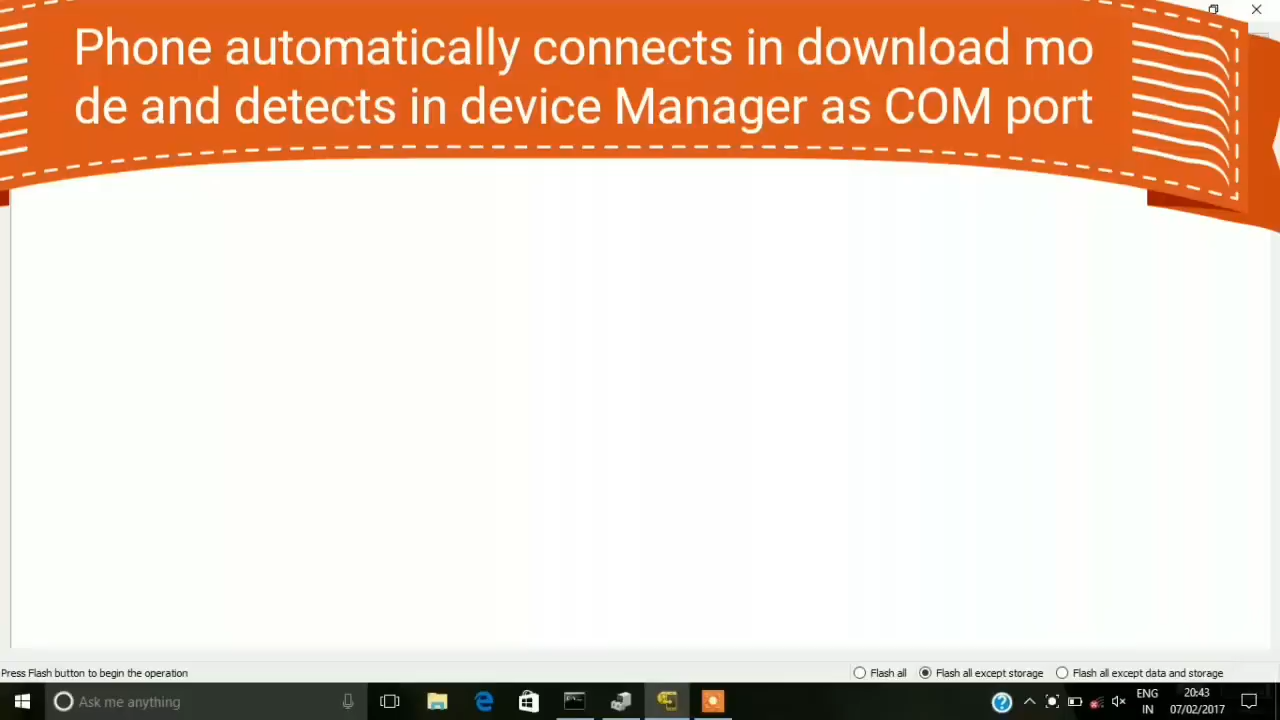 Phone automatically connects in download mo
de and detects in device Manager as COM port
Press Flash button to begin the operation
Flash all
Flash all except storage
Flash all except data and storage
Ask me anything
ENG
IN
20:43
07/02/2017